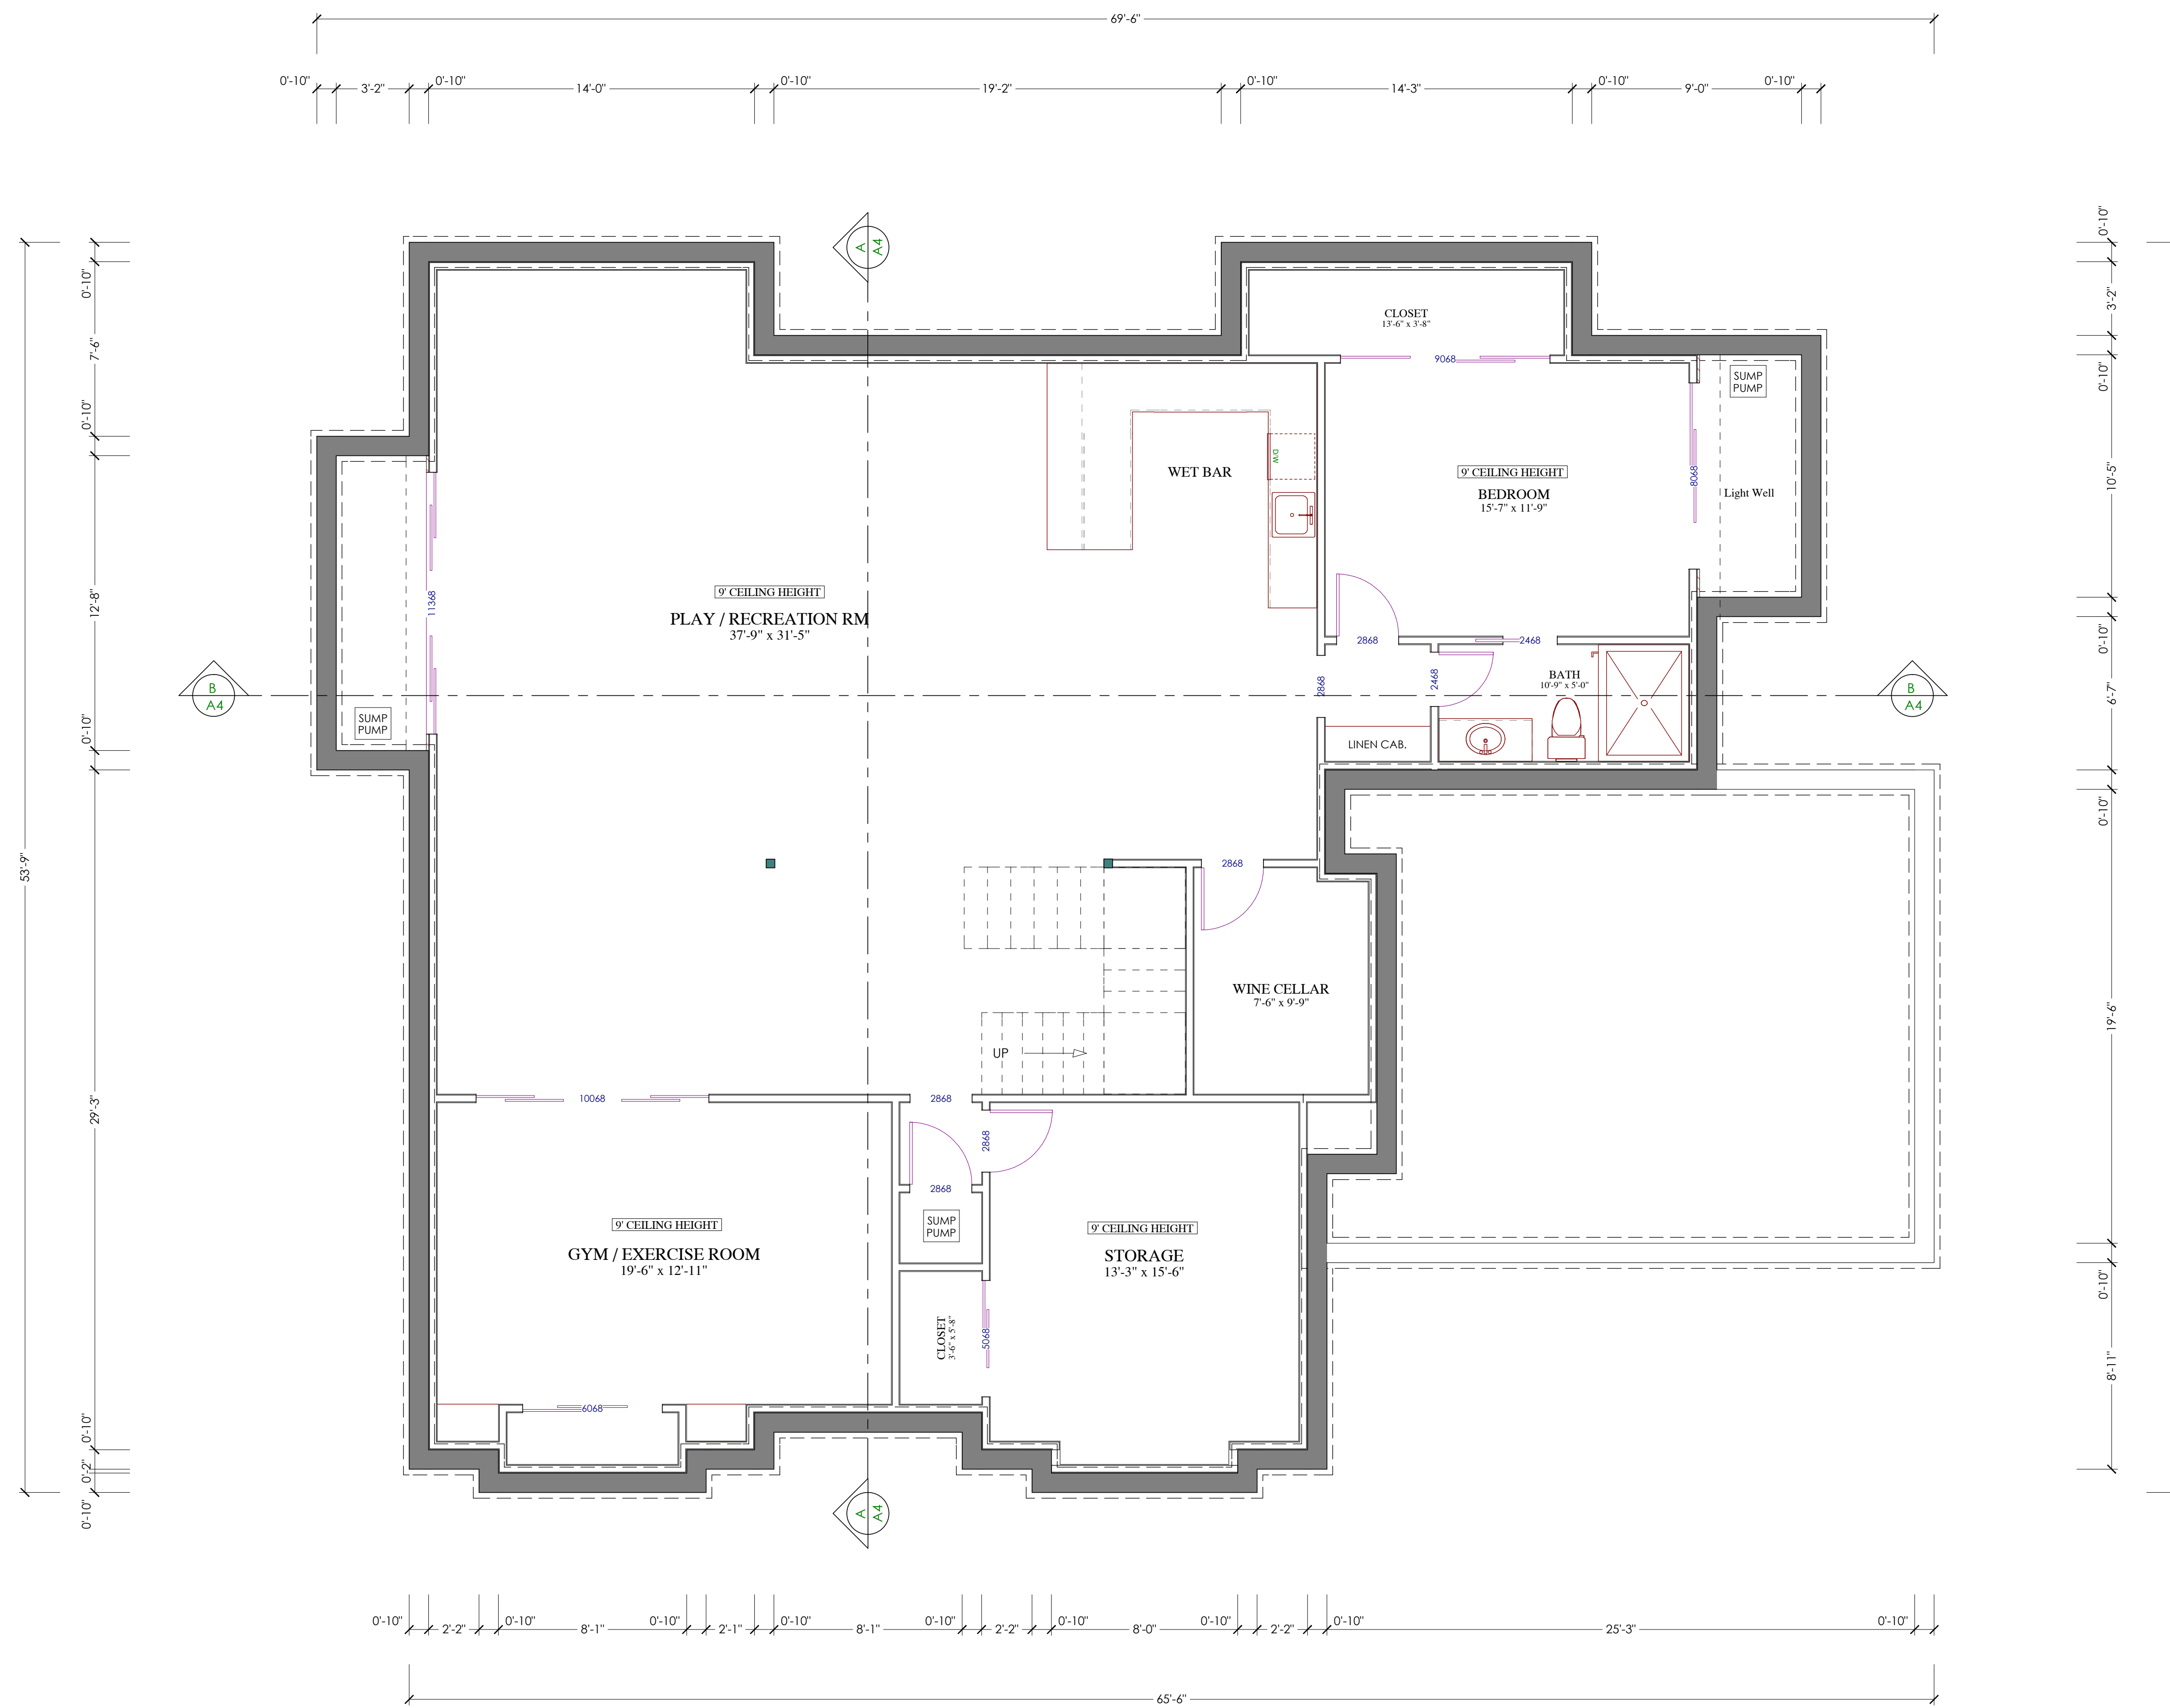 69'-6"
0'-10" 3'-2" 0'-10" 14'-0" 0'-10" 19'-2" 0'-10" 14'-3" 0'-10" 9'-0" 0'-10"
53'-9"
0'-10"
7'-6"
0'-10"
12'-8"
0'-10"
29'-3"
0'-10"
0'-2"
0'-10"
A
A4
CLOSET
13'-6" x 3'-8"
9068
SUMP
PUMP
WET BAR
D/W
9' CEILING HEIGHT
BEDROOM
15'-7" x 11'-9"
8068
Light Well
9' CEILING HEIGHT
PLAY / RECREATION RM
37'-9" x 31'-5"
11368
2868
2468
2868
2468
BATH
10'-9" x 5'-0"
B
A4
B
A4
SUMP
PUMP
LINEN CAB.
2868
WINE CELLAR
7'-6" x 9'-9"
UP
10068
2868
2868
2868
SUMP
PUMP
9' CEILING HEIGHT
GYM / EXERCISE ROOM
19'-6" x 12'-11"
9' CEILING HEIGHT
STORAGE
13'-3" x 15'-6"
CLOSET
3'-6" x 5'-8"
5068
6068
A
A4
0'-10"
3'-2"
0'-10"
10'-5"
0'-10"
6'-7"
0'-10"
19'-6"
0'-10"
8'-11"
0'-10" 2'-2" 0'-10" 8'-1" 0'-10" 2'-1" 0'-10" 8'-1" 0'-10" 2'-2" 0'-10" 8'-0" 0'-10" 2'-2" 0'-10" 25'-3" 0'-10"
65'-6"